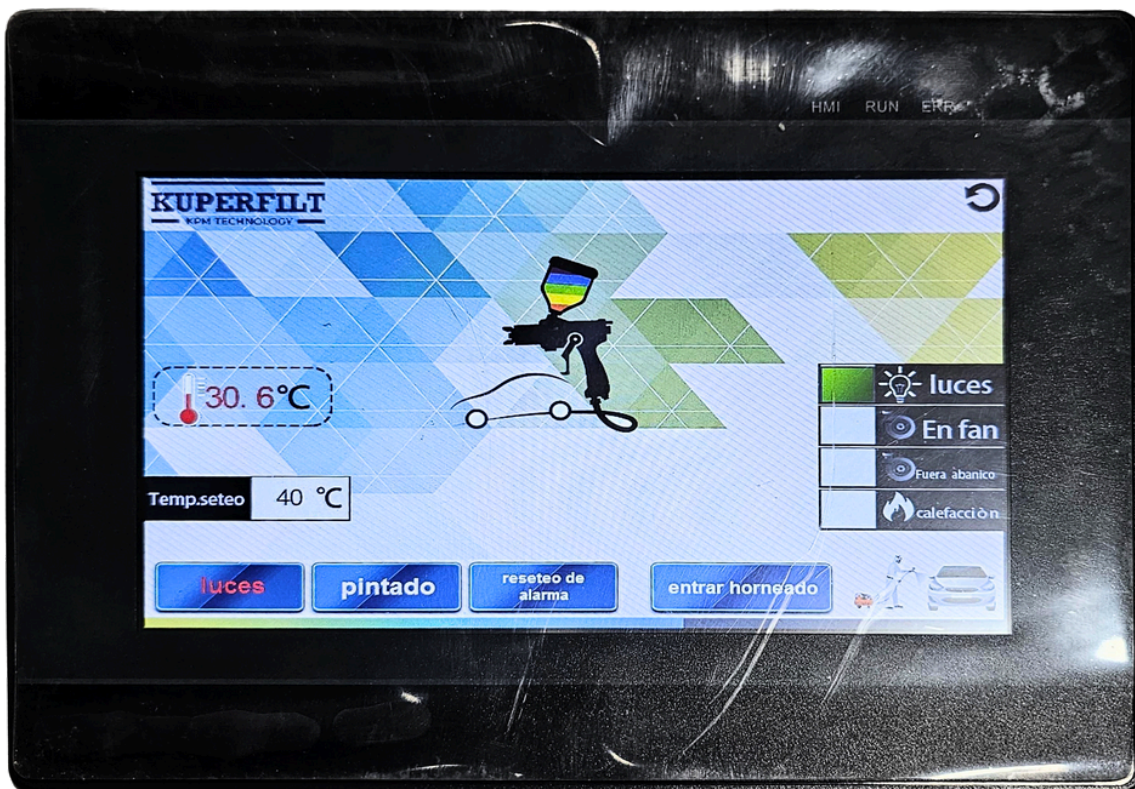 HMI RUN ERR
KUPERFILT
KPM TECHNOLOGY
30.6°C
Temp.seteo 40 °C
luces
En fan
Fuera abanico
calefacciòn
luces
pintado
reseteo de
alarma
entrar horneado